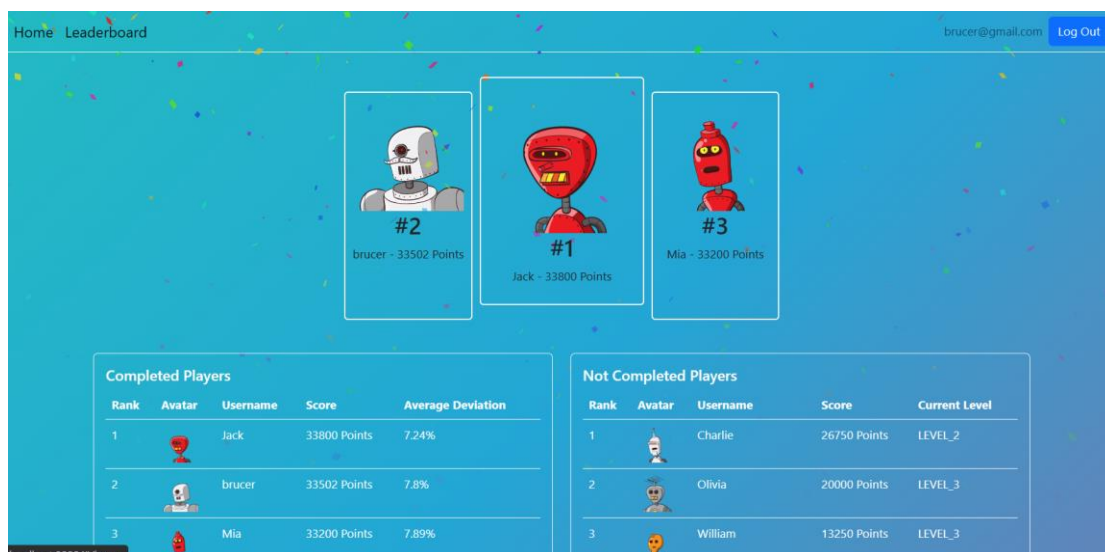 Home Leaderboard brucer@gmail.com Log Out
#2
brucer - 33502 Points
#1
Jack - 33800 Points
#3
Mia - 33200 Points
Completed Players
Rank Avatar Username Score Average Deviation
1 Jack 33800 Points 7.24%
2 brucer 33502 Points 7.8%
3 Mia 33200 Points 7.89%
Not Completed Players
Rank Avatar Username Score Current Level
1 Charlie 26750 Points LEVEL_2
2 Olivia 20000 Points LEVEL_3
3 William 13250 Points LEVEL_3